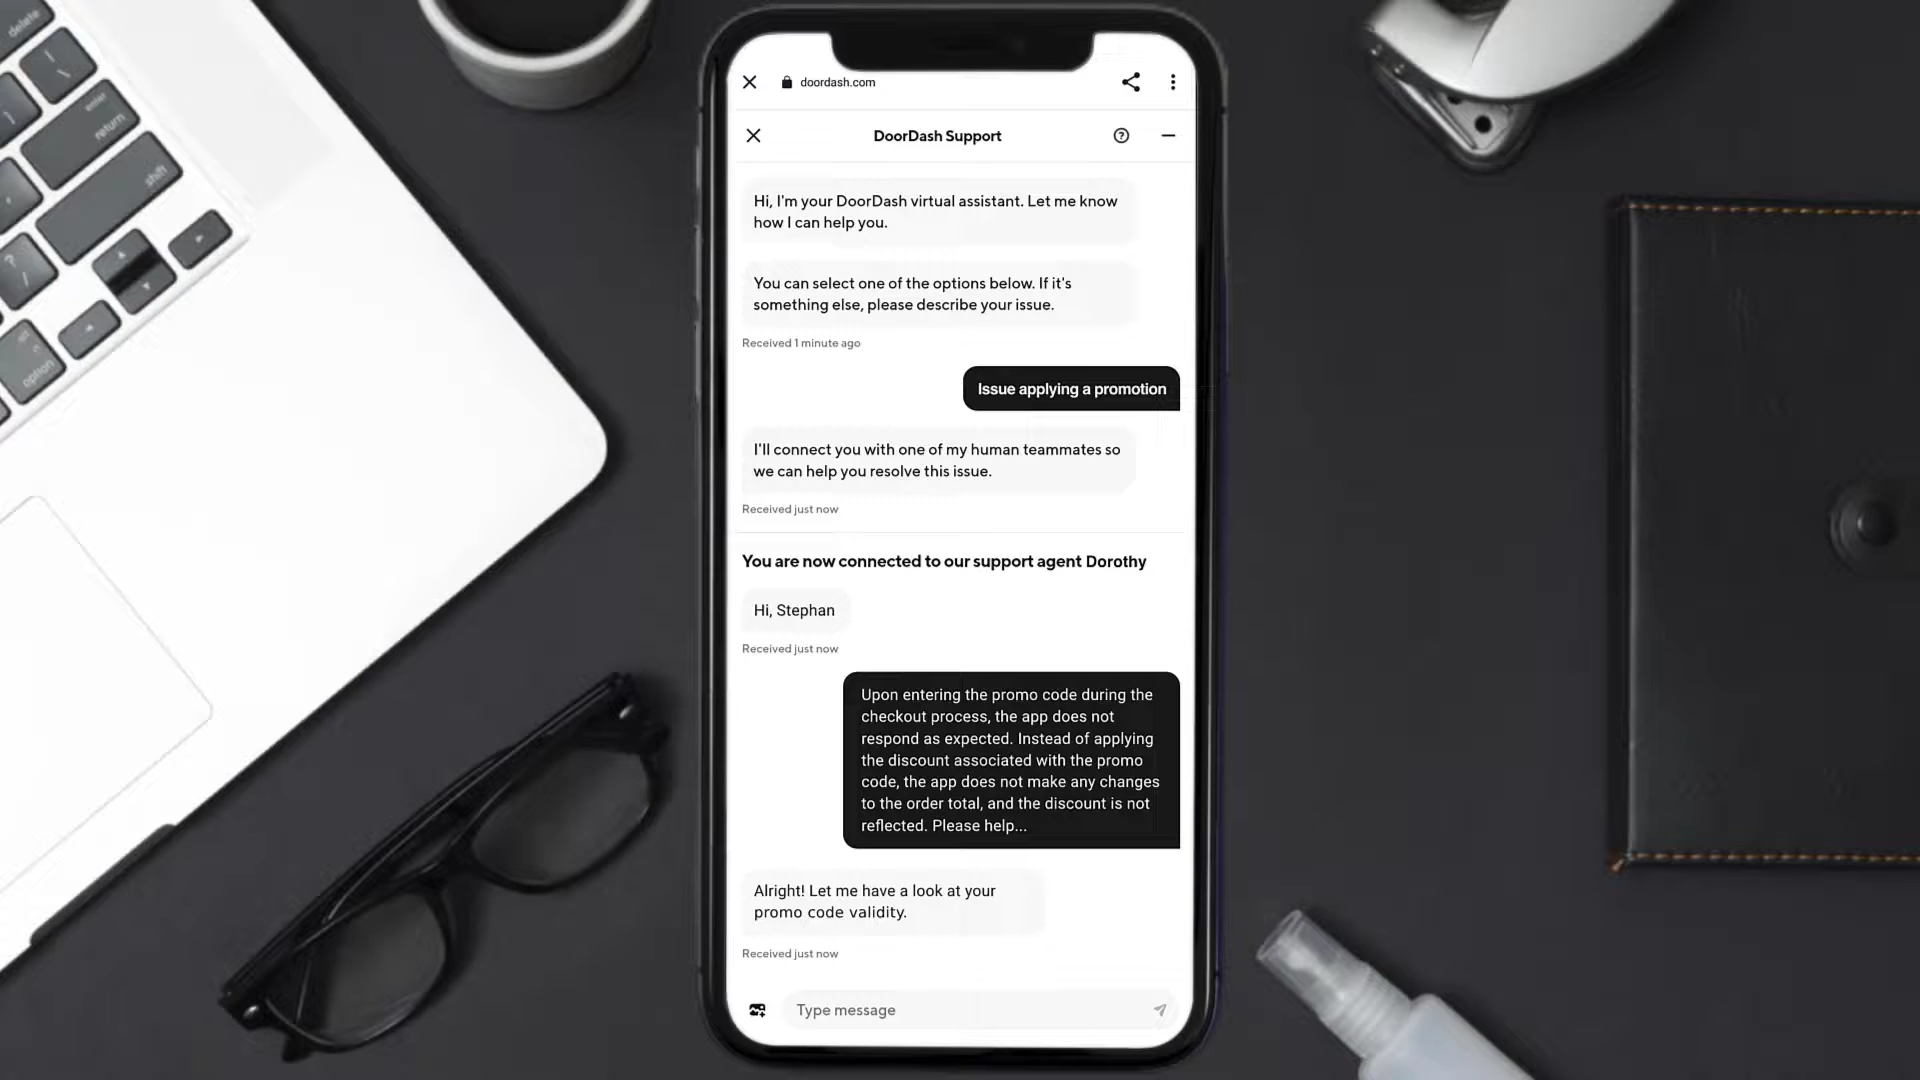 delete
enter
return
shift
option
doordash.com
DoorDash Support
Hi, I'm your DoorDash virtual assistant. Let me know
how I can help you.
You can select one of the options below. If it's
something else, please describe your issue.
Received 1 minute ago
Issue applying a promotion
I'll connect you with one of my human teammates so
we can help you resolve this issue.
Received just now
You are now connected to our support agent Dorothy
Hi, Stephan
Received just now
Upon entering the promo code during the
checkout process, the app does not
respond as expected. Instead of applying
the discount associated with the promo
code, the app does not make any changes
to the order total, and the discount is not
reflected. Please help...
Alright! Let me have a look at your
promo code validity.
Received just now
Type message